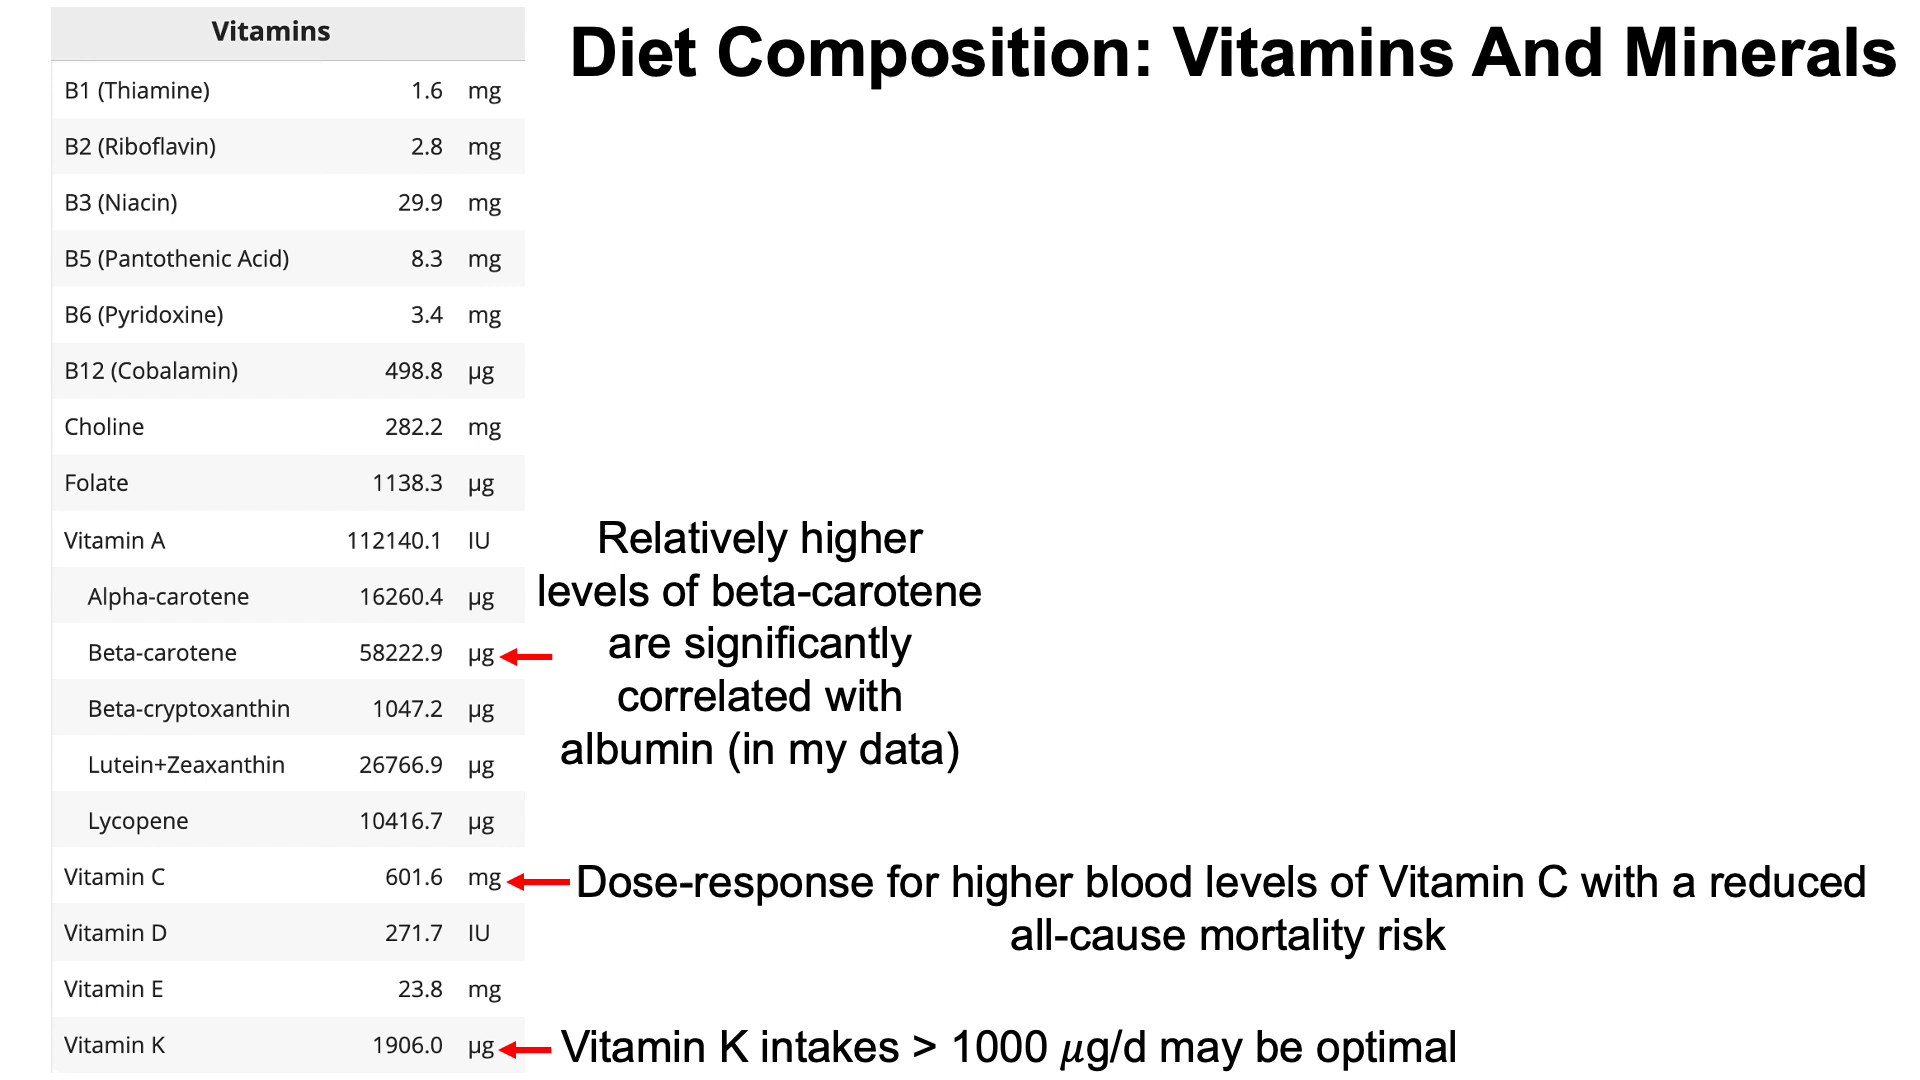 Diet Composition: Vitamins And Minerals
Vitamins
B1 (Thiamine) 1.6 mg
B2 (Riboflavin) 2.8 mg
B3 (Niacin) 29.9 mg
B5 (Pantothenic Acid) 8.3 mg
B6 (Pyridoxine) 3.4 mg
B12 (Cobalamin) 498.8 µg
Choline 282.2 mg
Folate 1138.3 µg
Vitamin A 112140.1 IU
Alpha-carotene 16260.4 µg
Beta-carotene 58222.9 µg
Beta-cryptoxanthin 1047.2 µg
Lutein+Zeaxanthin 26766.9 µg
Lycopene 10416.7 µg
Vitamin C 601.6 mg
Vitamin D 271.7 IU
Vitamin E 23.8 mg
Vitamin K 1906.0 µg
Relatively higher
levels of beta-carotene
are significantly
correlated with
albumin (in my data)
Dose-response for higher blood levels of Vitamin C with a reduced
all-cause mortality risk
Vitamin K intakes > 1000 µg/d may be optimal